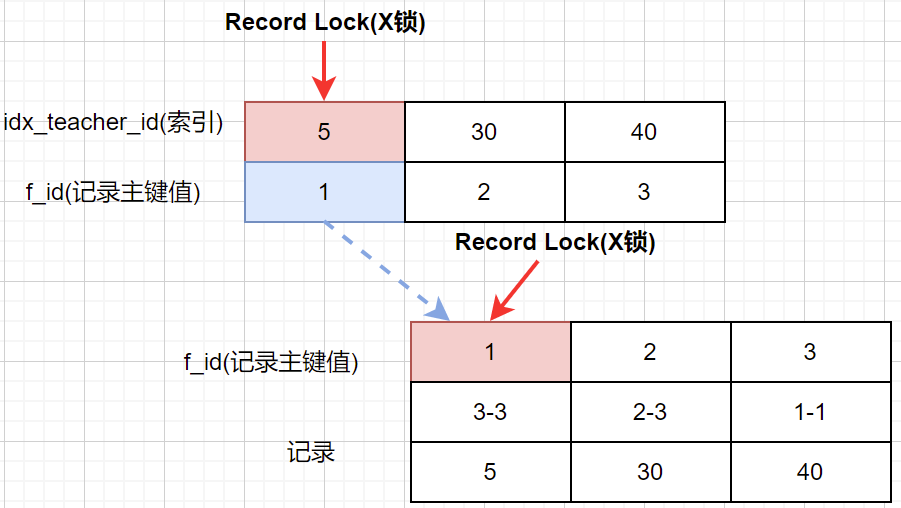 Record Lock(X锁)
idx_teacher_id(索引) 5 30 40
f_id(记录主键值) 1 2 3
Record Lock(X锁)
f_id(记录主键值) 1 2 3
3-3 2-3 1-1
记录
5 30 40